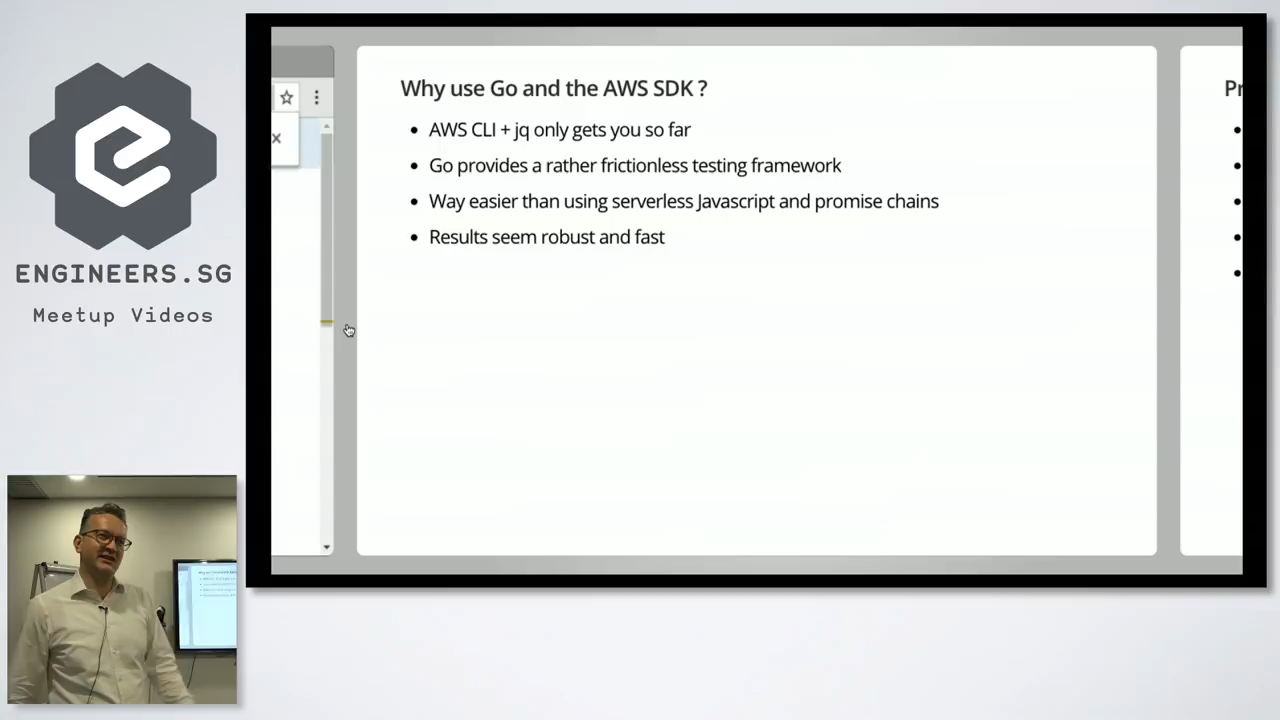 ENGINEERS.SG
Meetup Videos
Why use Go and the AWS SDK ?
AWS CLI + jq only gets you so far
Go provides a rather frictionless testing framework
Way easier than using serverless Javascript and promise chains
Results seem robust and fast
Pr